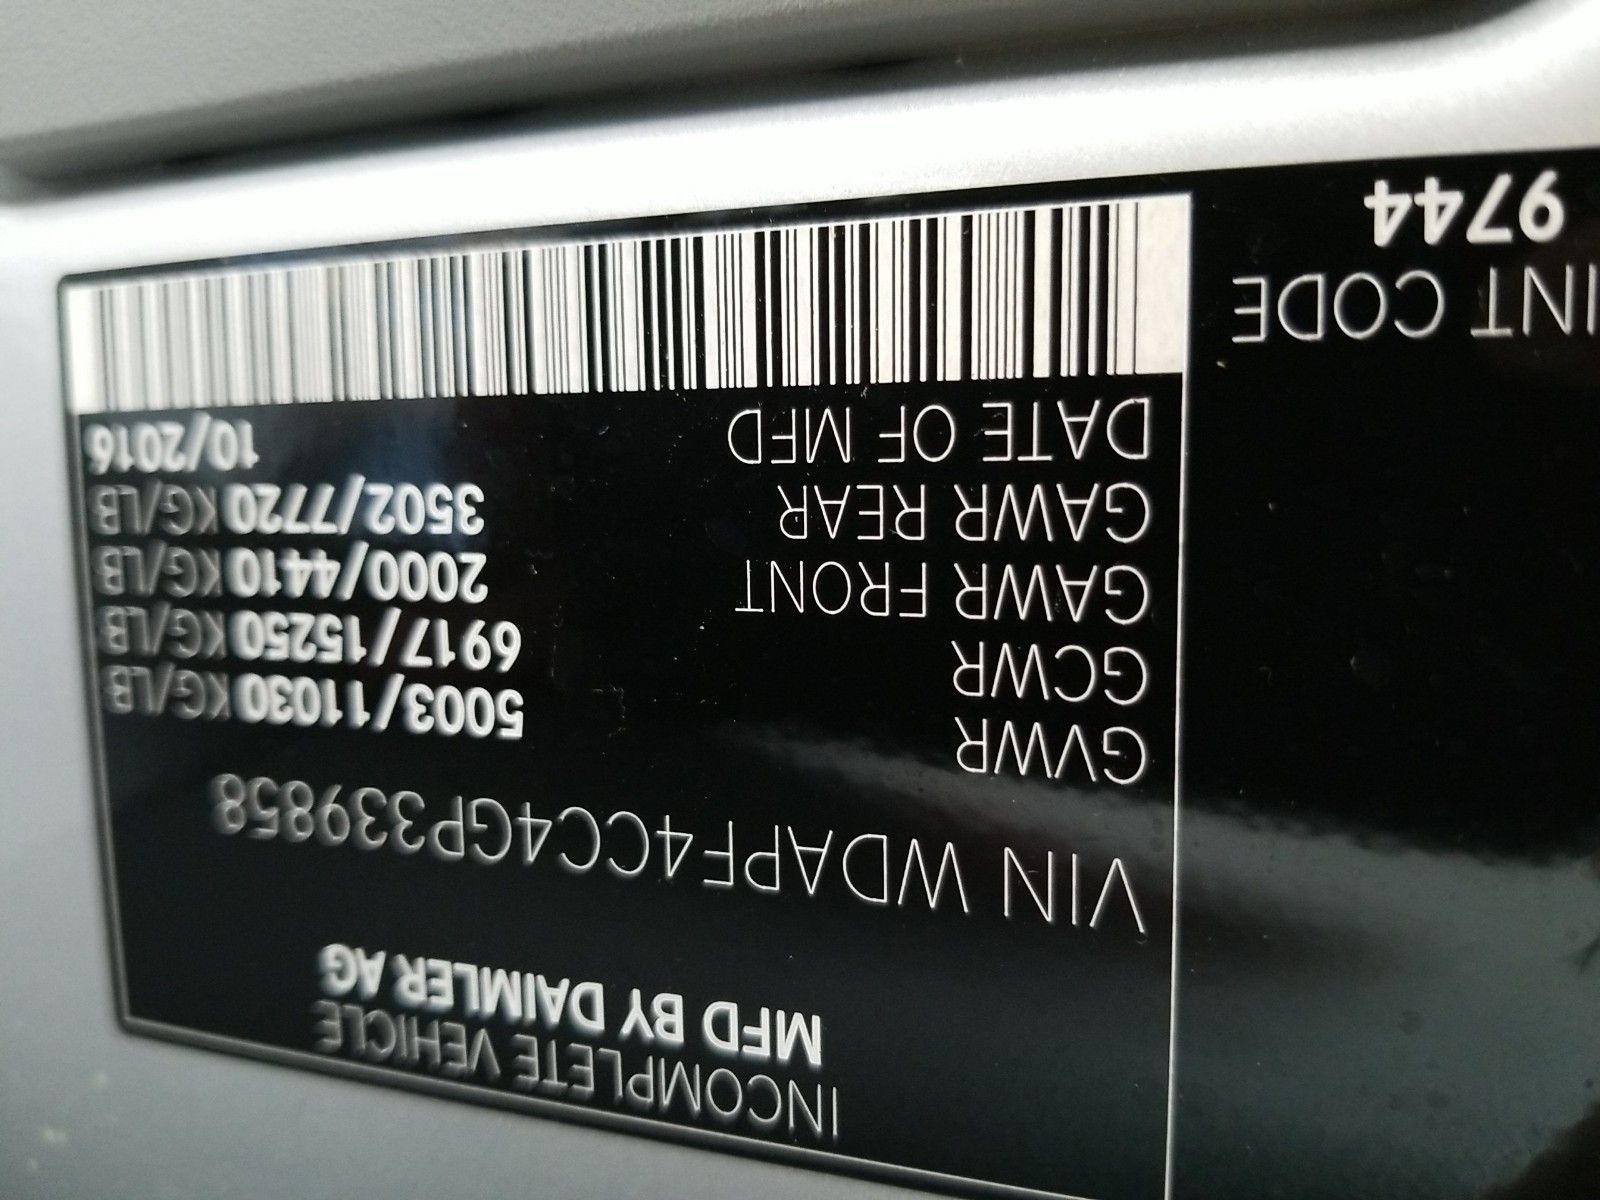 INCOMPLETE VEHICLE
MFD BY DAIMLER AG
VIN WDAPF4CC4GP339858
GVWR 5003/11030 KG/LB
GCWR 6917/15250 KG/LB
GAWR FRONT 2000/4410 KG/LB
GAWR REAR 3502/7720 KG/LB
DATE OF MFD 10/2016
INT CODE
9744